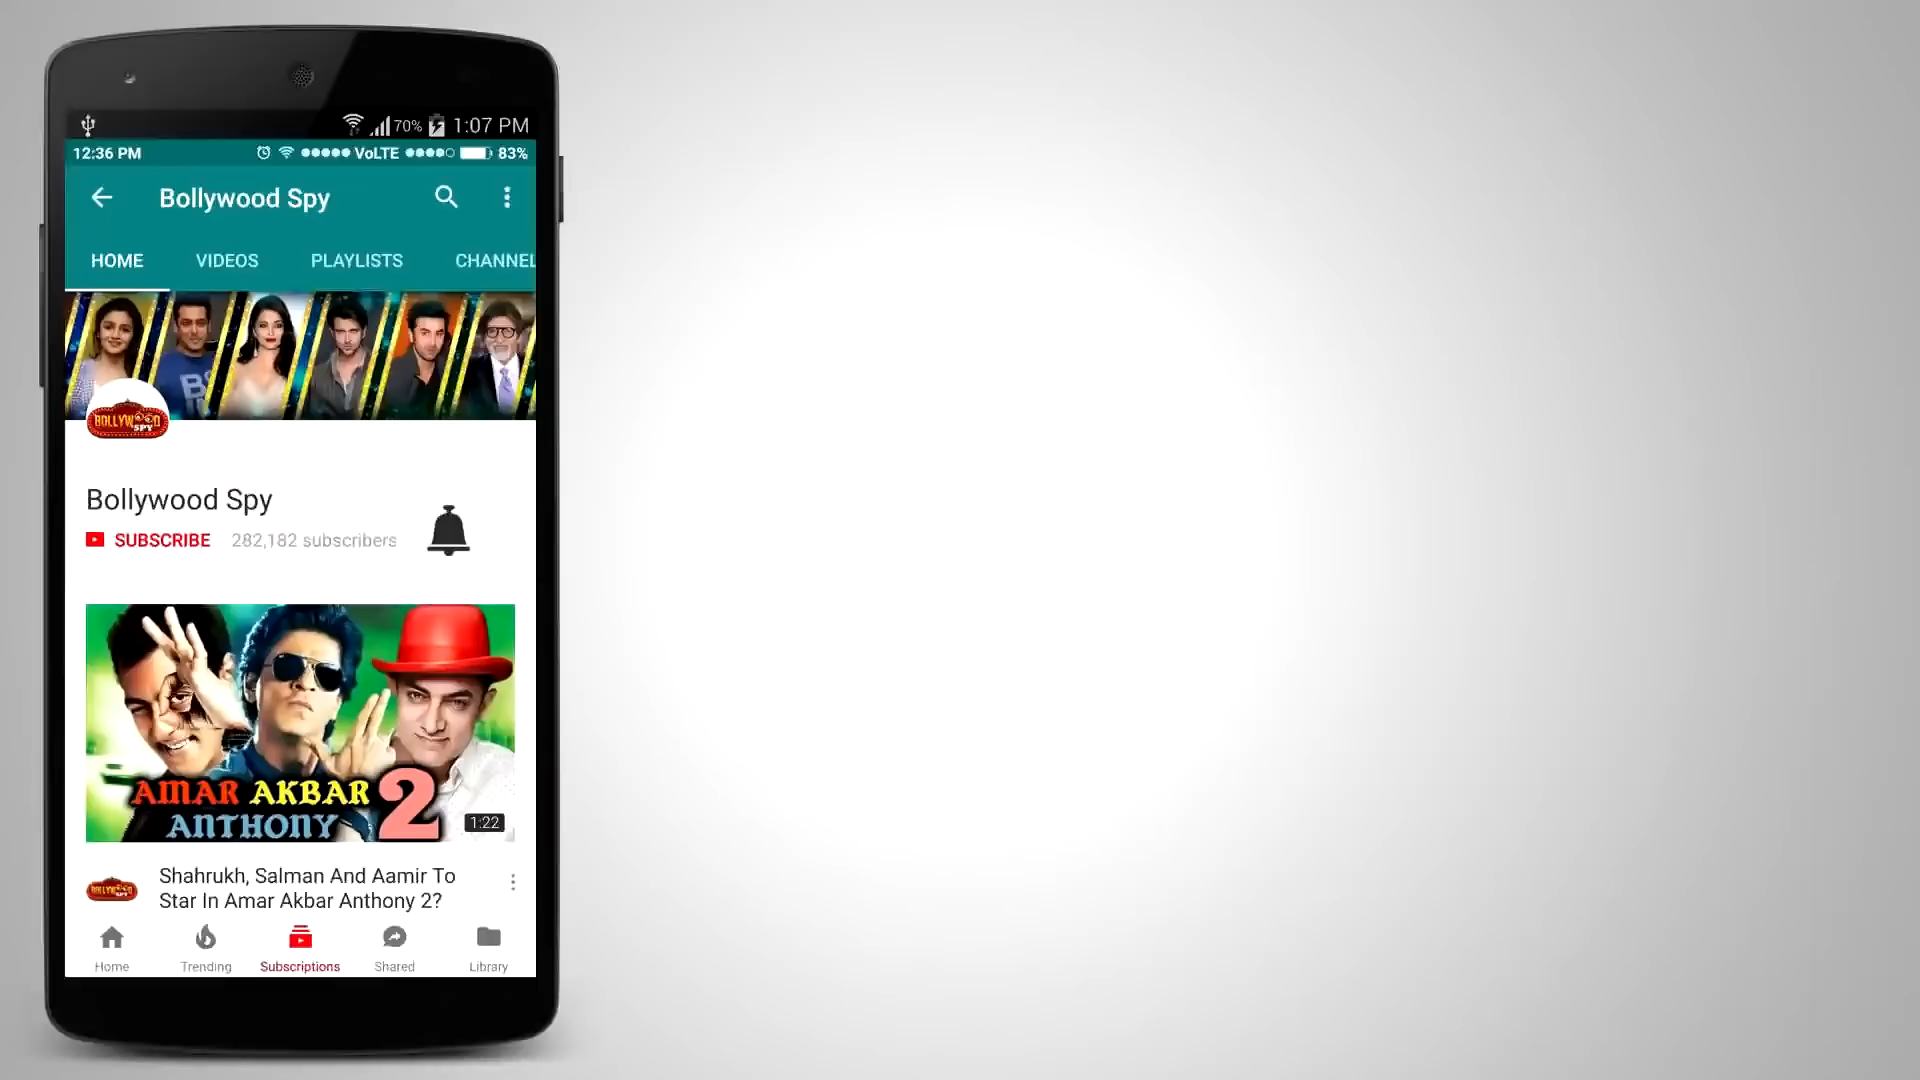 70% 1:07 PM
12:36 PM VoLTE 83%
Bollywood Spy
HOME VIDEOS PLAYLISTS CHANNEL
BOLLYWOOD
SPY
Bollywood Spy
SUBSCRIBE 282,182 subscribers
AMAR AKBAR 2
ANTHONY
1:22
Shahrukh, Salman And Aamir To
Star In Amar Akbar Anthony 2?
Home Trending Subscriptions Shared Library